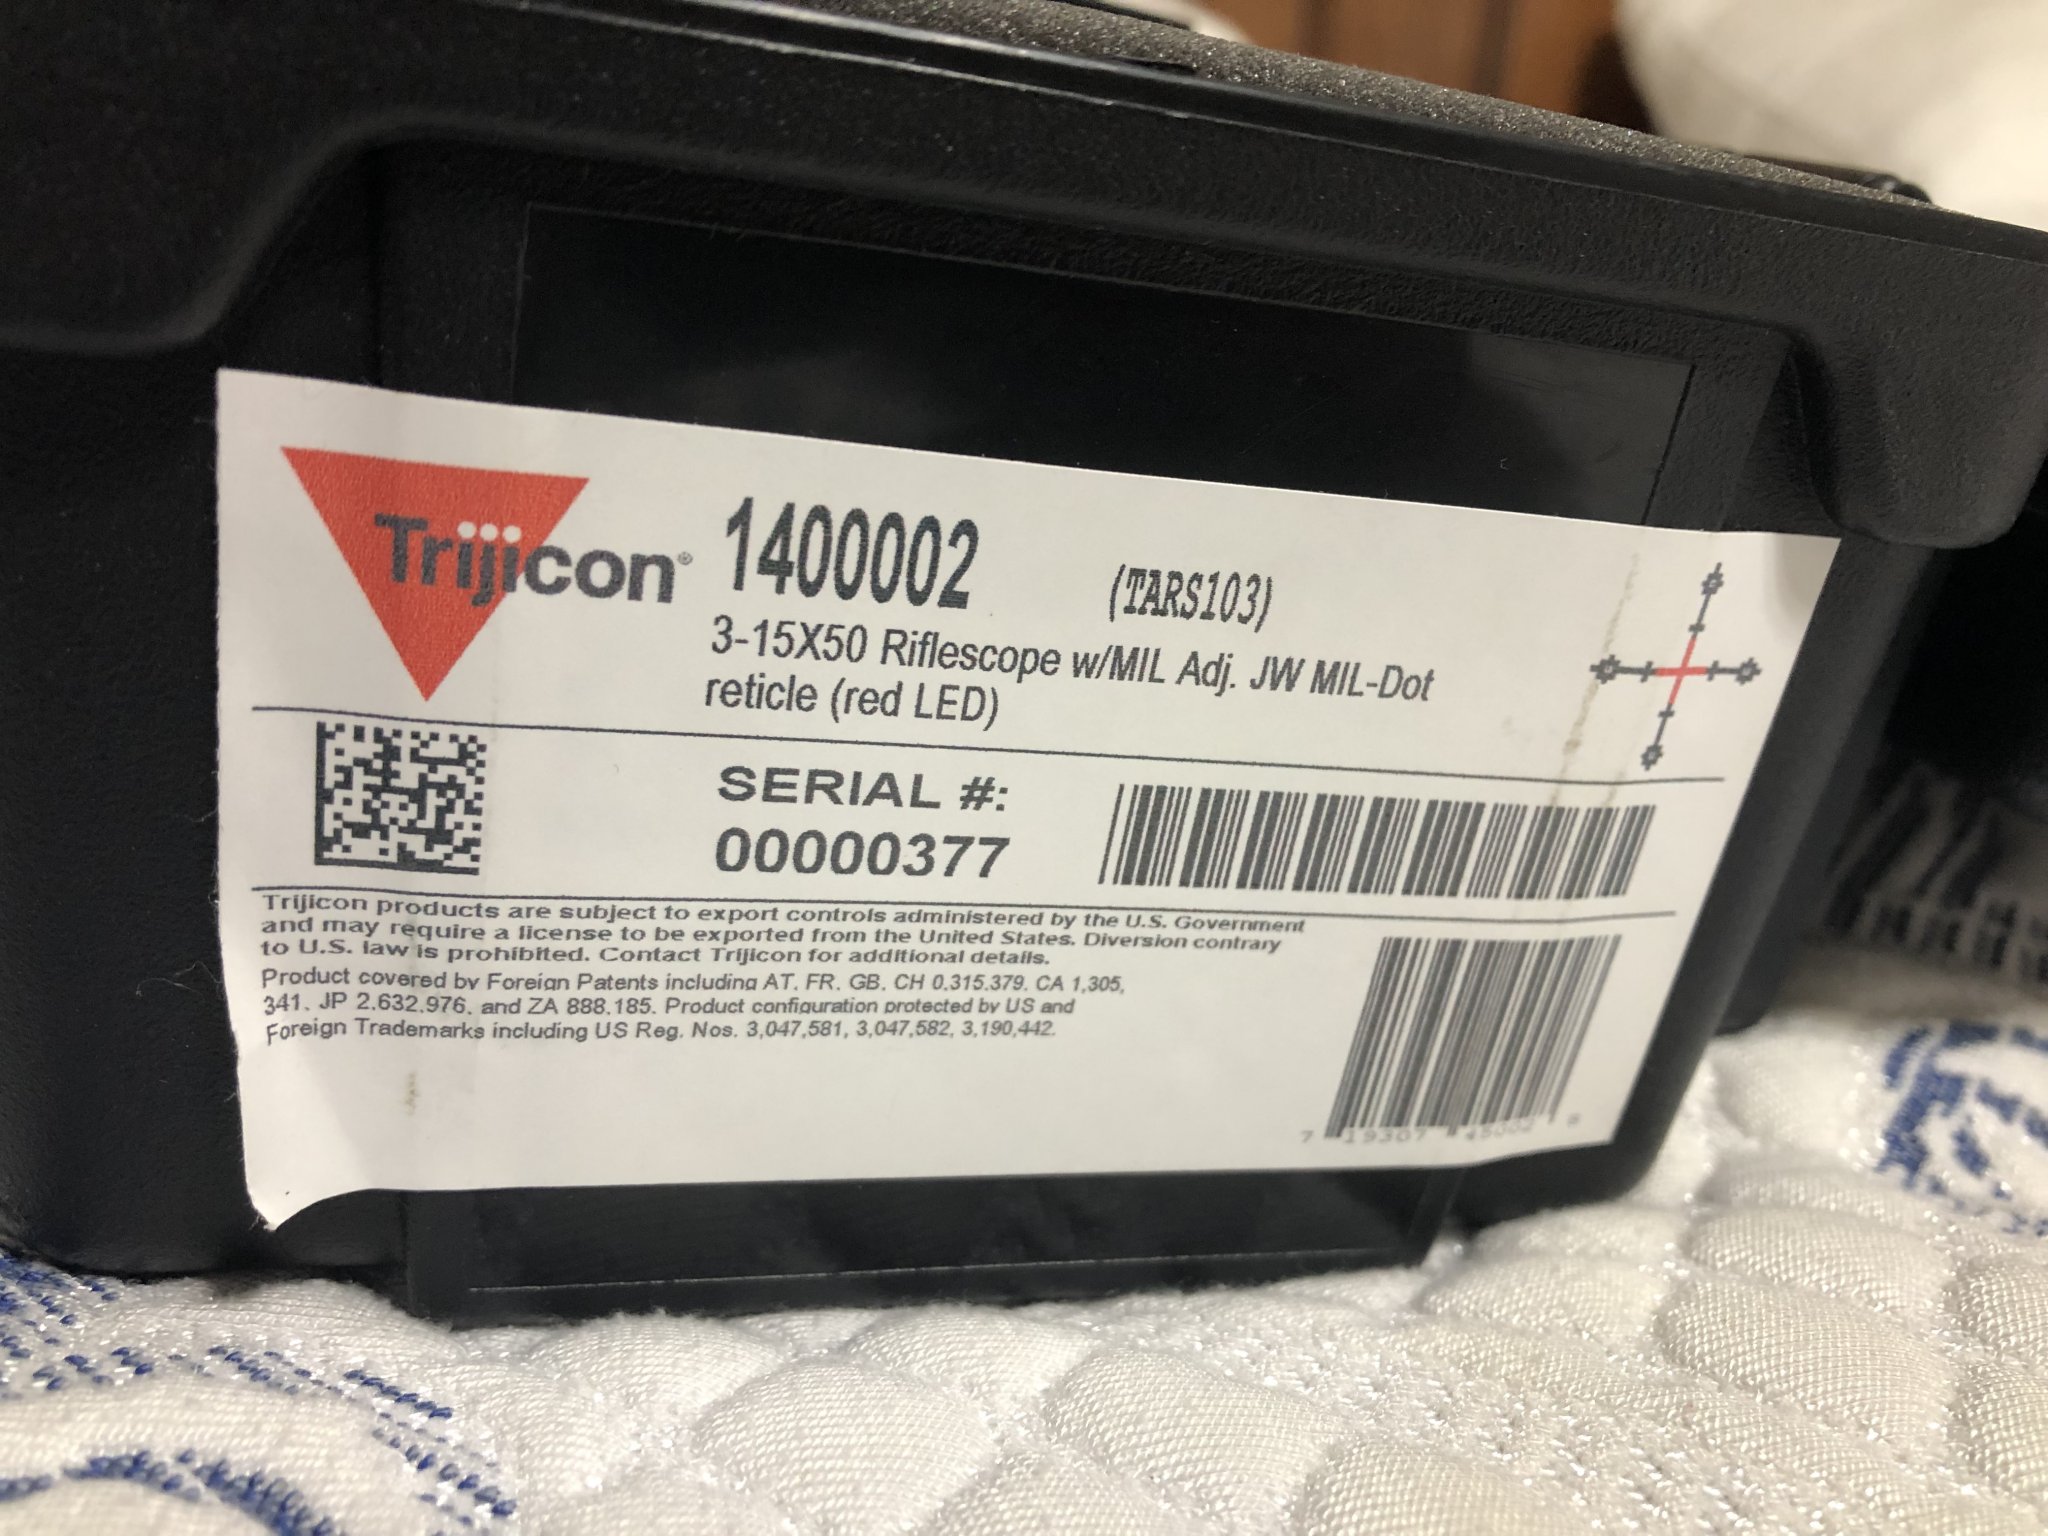 Trijicon®
1400002
(TARS103)
3-15X50 Riflescope w/MIL Adj. JW MIL-Dot
reticle (red LED)
SERIAL #:
00000377
Trijicon products are subject to export controls administered by the U.S. Government
and may require a license to be exported from the United States. Diversion contrary
to U.S. law is prohibited. Contact Trijicon for additional details.
Product covered by Foreign Patents including AT, FR, GB, CH 0,315,379, CA 1,305,
341, JP 2,632,976, and ZA 888,185. Product configuration protected by US and
Foreign Trademarks including US Reg. Nos. 3,047,581, 3,047,582, 3,190,442.
7 19307